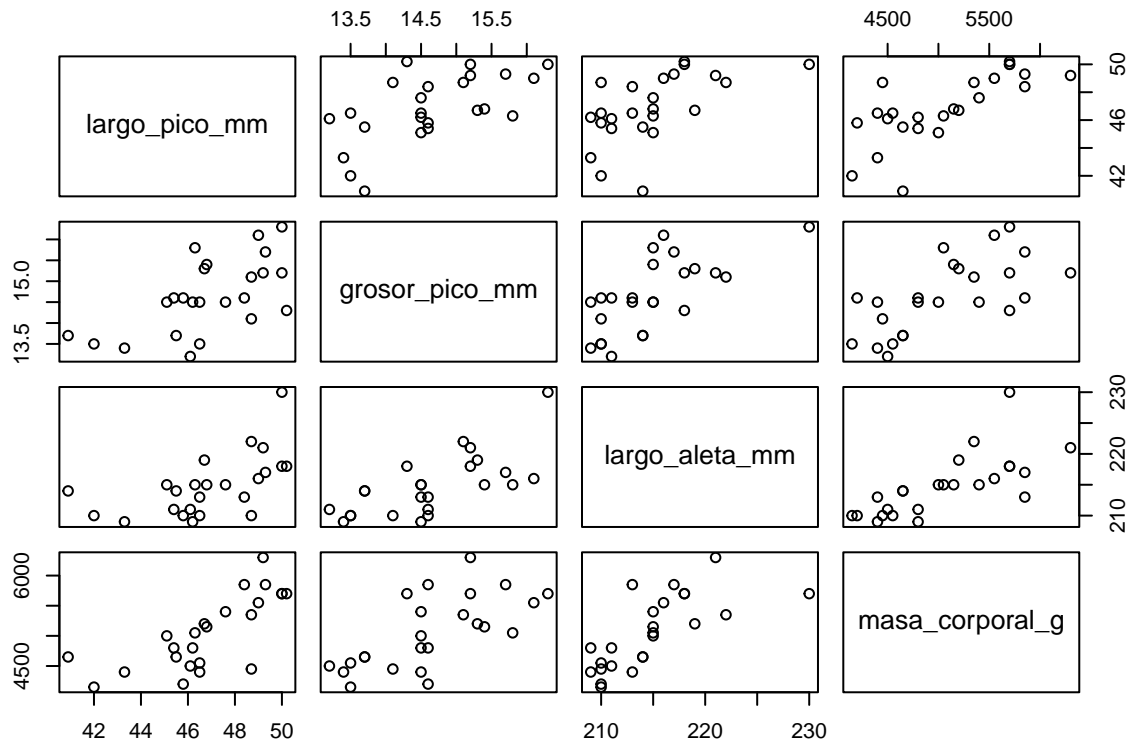 13.5 14.5 15.5
4500 5500
largo_pico_mm
42 46 50
13.5 15.0
grosor_pico_mm
largo_aleta_mm
210 220 230
4500 6000
masa_corporal_g
42 44 46 48 50
210 220 230